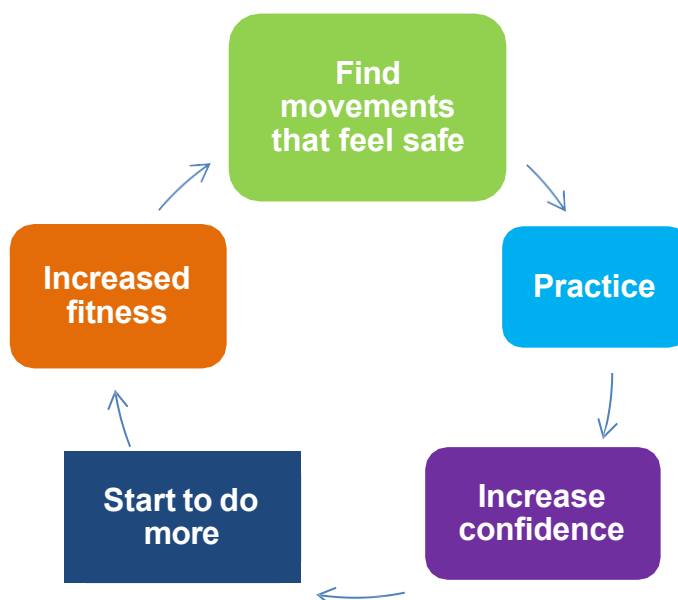 Find
movements
that feel safe
Practice
Increase
confidence
Start to do
more
Increased
fitness